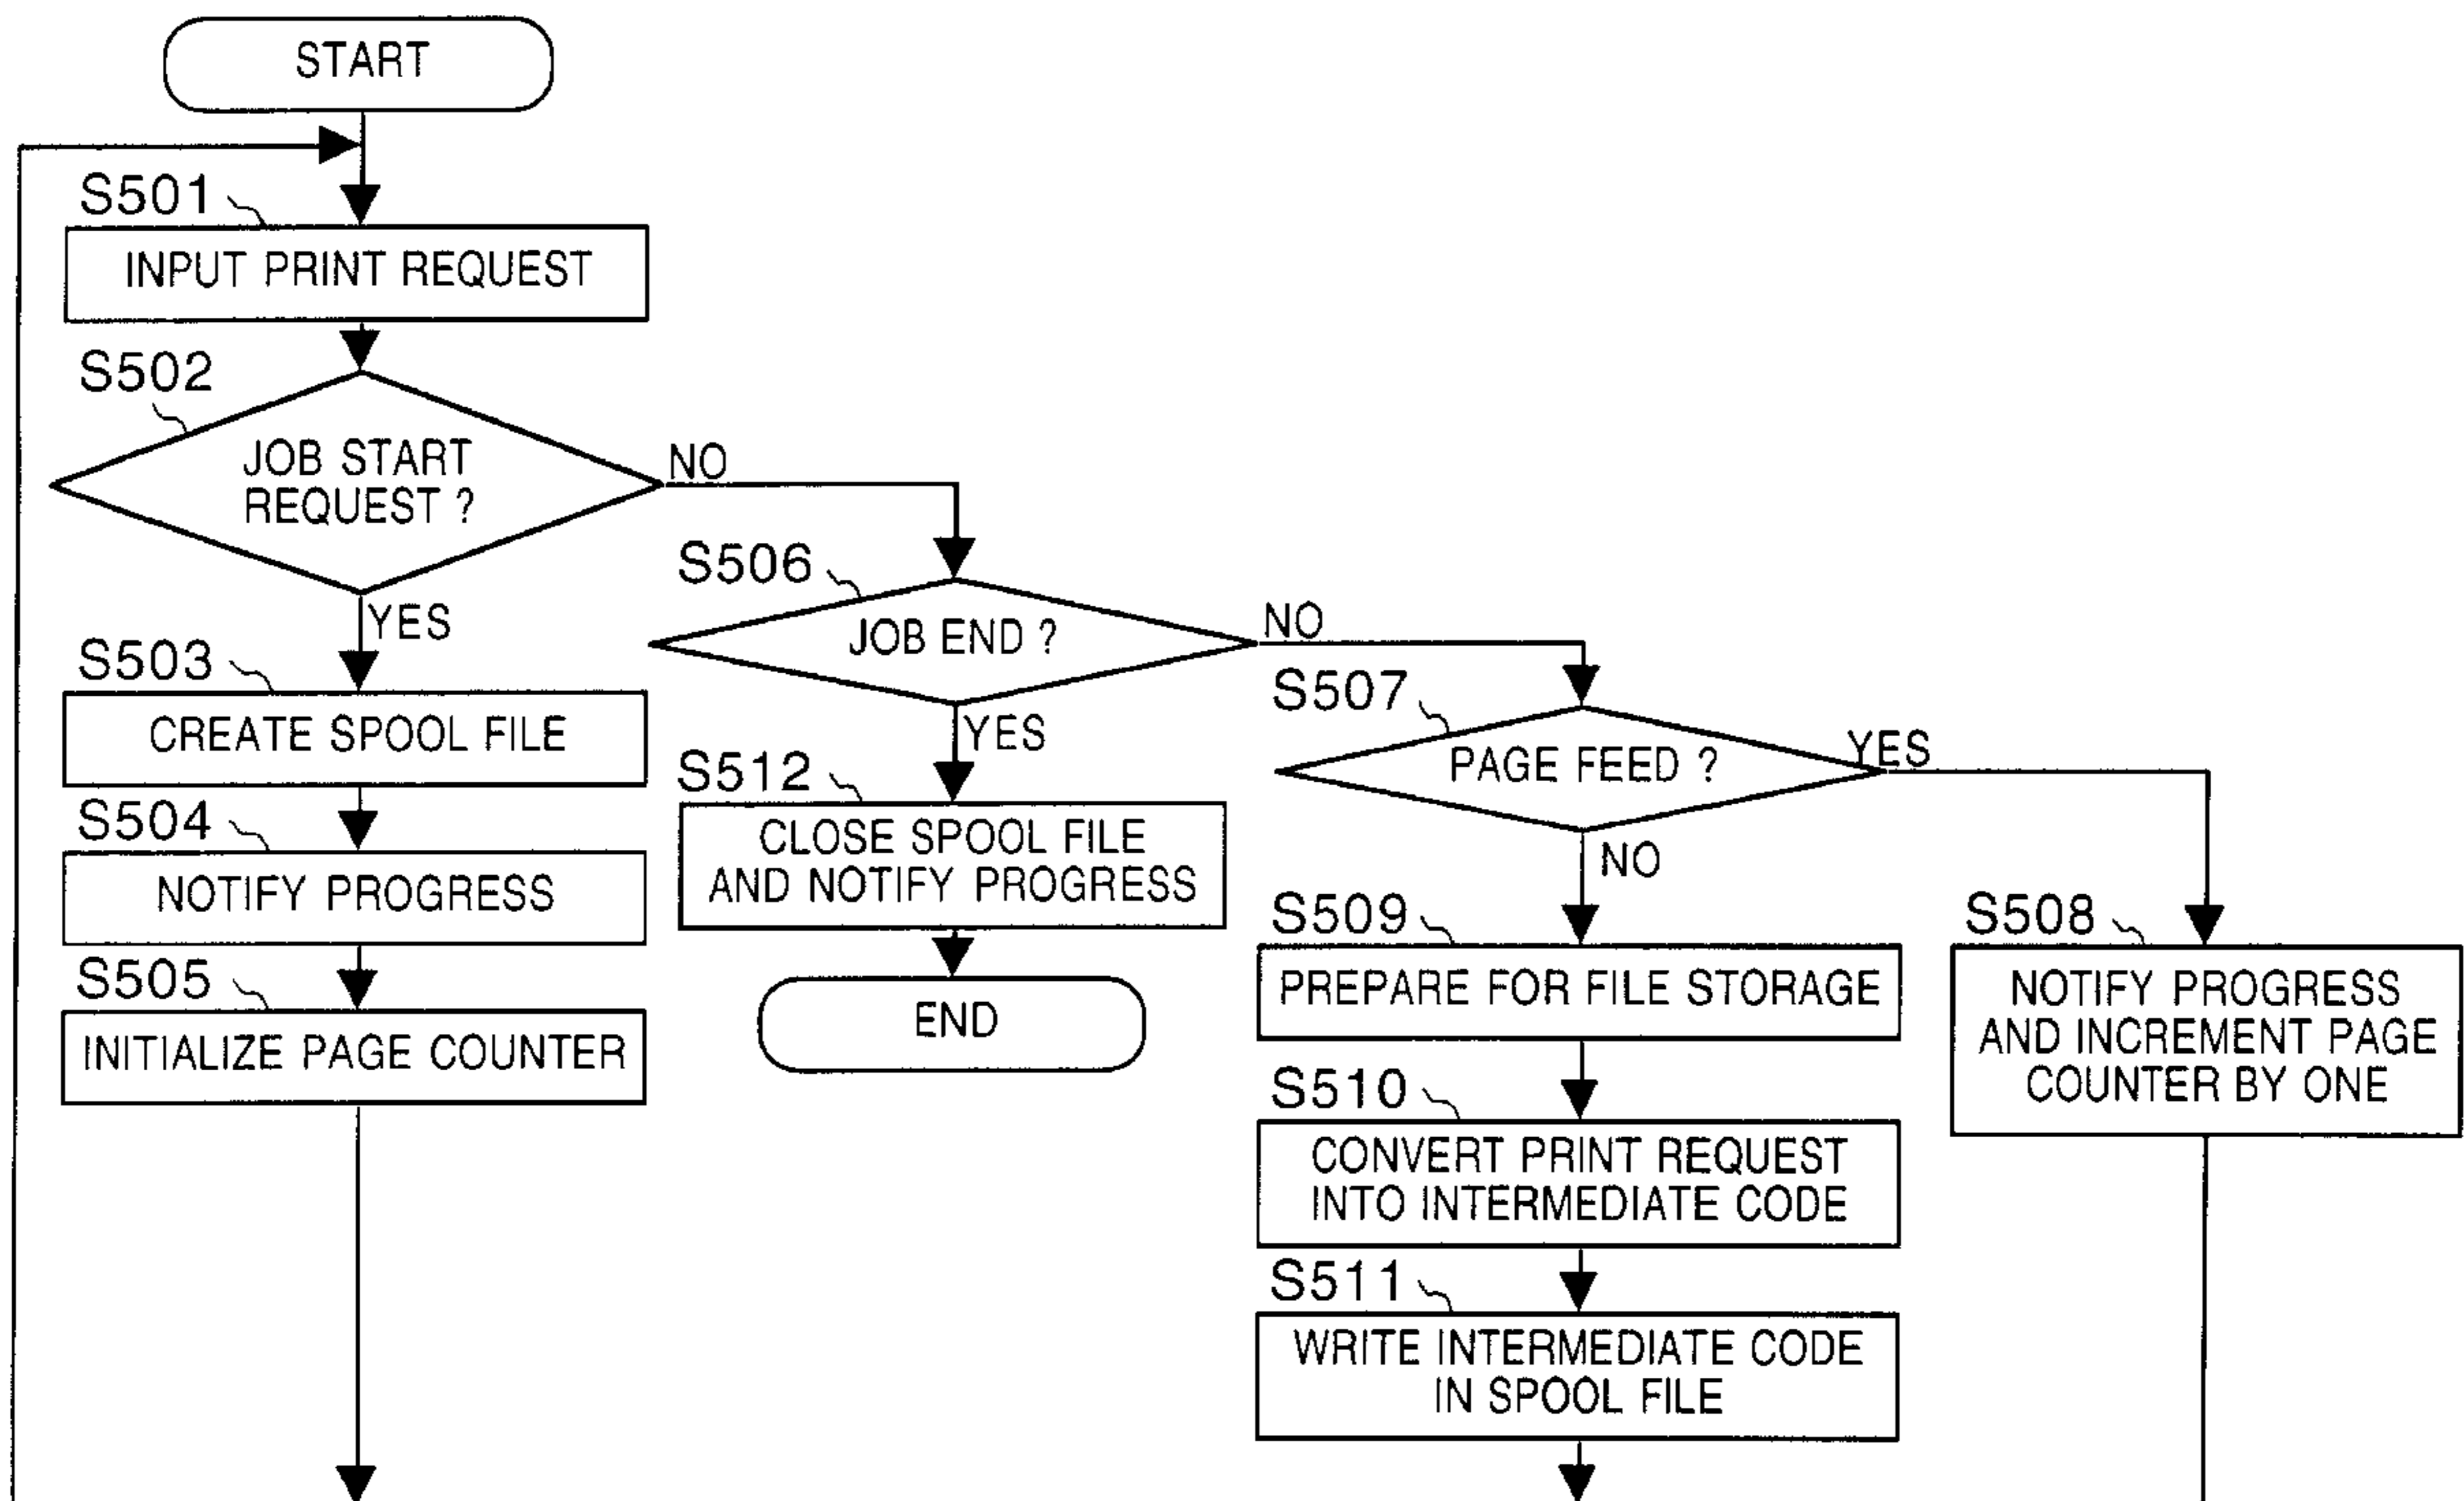 START
S501
INPUT PRINT REQUEST
S502
JOB START
REQUEST ?
NO
YES
S503
CREATE SPOOL FILE
S504
NOTIFY PROGRESS
S505
INITIALIZE PAGE COUNTER
S506
JOB END ?
NO
YES
S512
CLOSE SPOOL FILE
AND NOTIFY PROGRESS
END
S507
PAGE FEED ?
YES
NO
S509
PREPARE FOR FILE STORAGE
S510
CONVERT PRINT REQUEST
INTO INTERMEDIATE CODE
S511
WRITE INTERMEDIATE CODE
IN SPOOL FILE
S508
NOTIFY PROGRESS
AND INCREMENT PAGE
COUNTER BY ONE